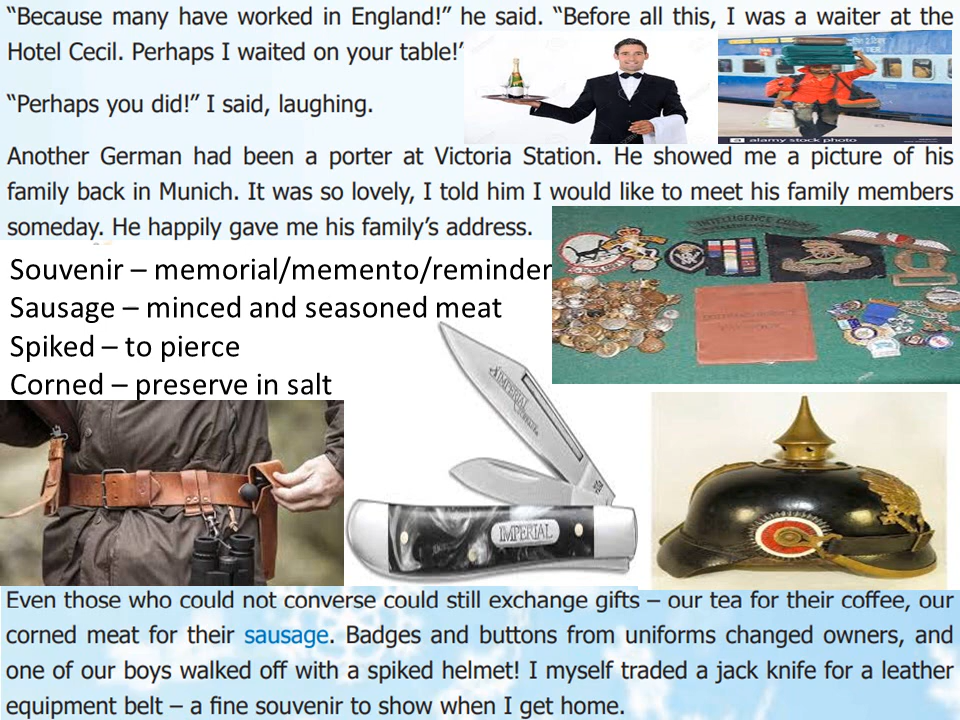 “Because many have worked in England!” he said. “Before all this, I was a waiter at the
Hotel Cecil. Perhaps I waited on your table!’
“Perhaps you did!” I said, laughing.
alamy stock photo
Another German had been a porter at Victoria Station. He showed me a picture of his
family back in Munich. It was so lovely, I told him I would like to meet his family members
someday. He happily gave me his family’s address.
INTELLIGENCE CORPS
Souvenir – memorial/memento/reminder
Sausage – minced and seasoned meat
Spiked – to pierce
Corned – preserve in salt
IMPERIAL
IMPERIAL
Even those who could not converse could still exchange gifts – our tea for their coffee, our
corned meat for their sausage. Badges and buttons from uniforms changed owners, and
one of our boys walked off with a spiked helmet! I myself traded a jack knife for a leather
equipment belt – a fine souvenir to show when I get home.